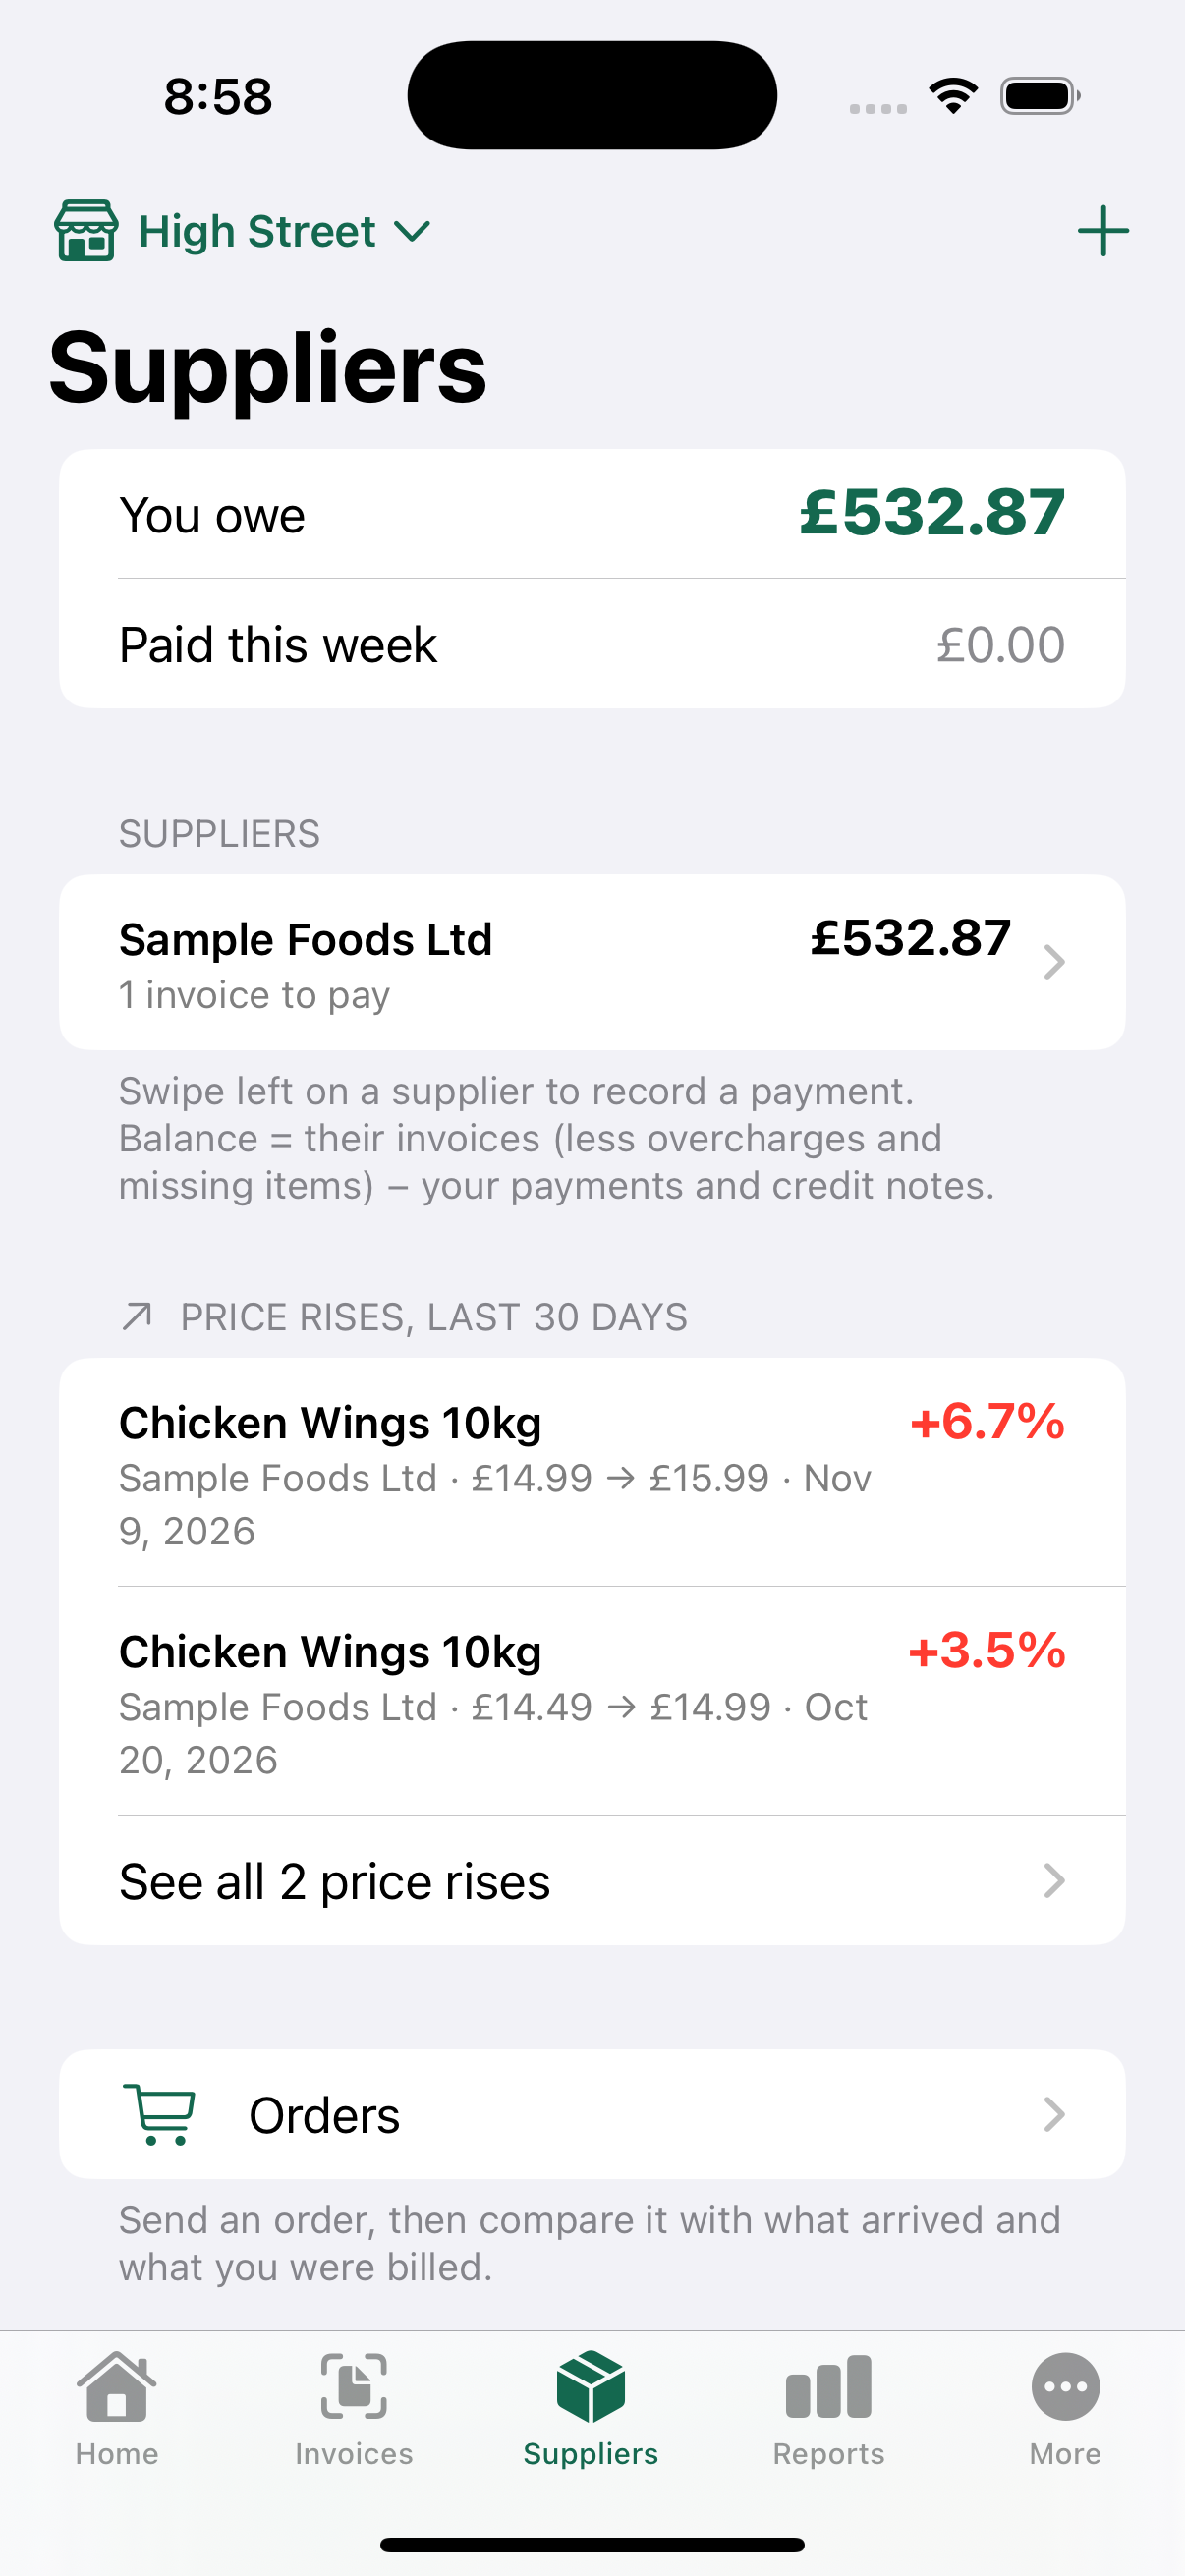 8:58
High Street
Suppliers
You owe £532.87
Paid this week £0.00
SUPPLIERS
Sample Foods Ltd £532.87
1 invoice to pay
Swipe left on a supplier to record a payment.
Balance = their invoices (less overcharges and
missing items) – your payments and credit notes.
PRICE RISES, LAST 30 DAYS
Chicken Wings 10kg +6.7%
Sample Foods Ltd · £14.99 → £15.99 · Nov
9, 2026
Chicken Wings 10kg +3.5%
Sample Foods Ltd · £14.49 → £14.99 · Oct
20, 2026
See all 2 price rises
Orders
Send an order, then compare it with what arrived and
what you were billed.
Home Invoices Suppliers Reports More